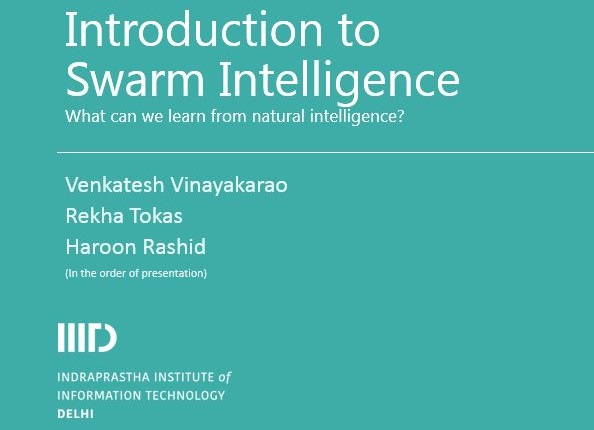 Introduction to
Swarm Intelligence
What can we learn from natural intelligence?
Venkatesh Vinayakarao
Rekha Tokas
Haroon Rashid
(In the order of presentation)
IIITD
INDRAPRASTHA INSTITUTE of
INFORMATION TECHNOLOGY
DELHI